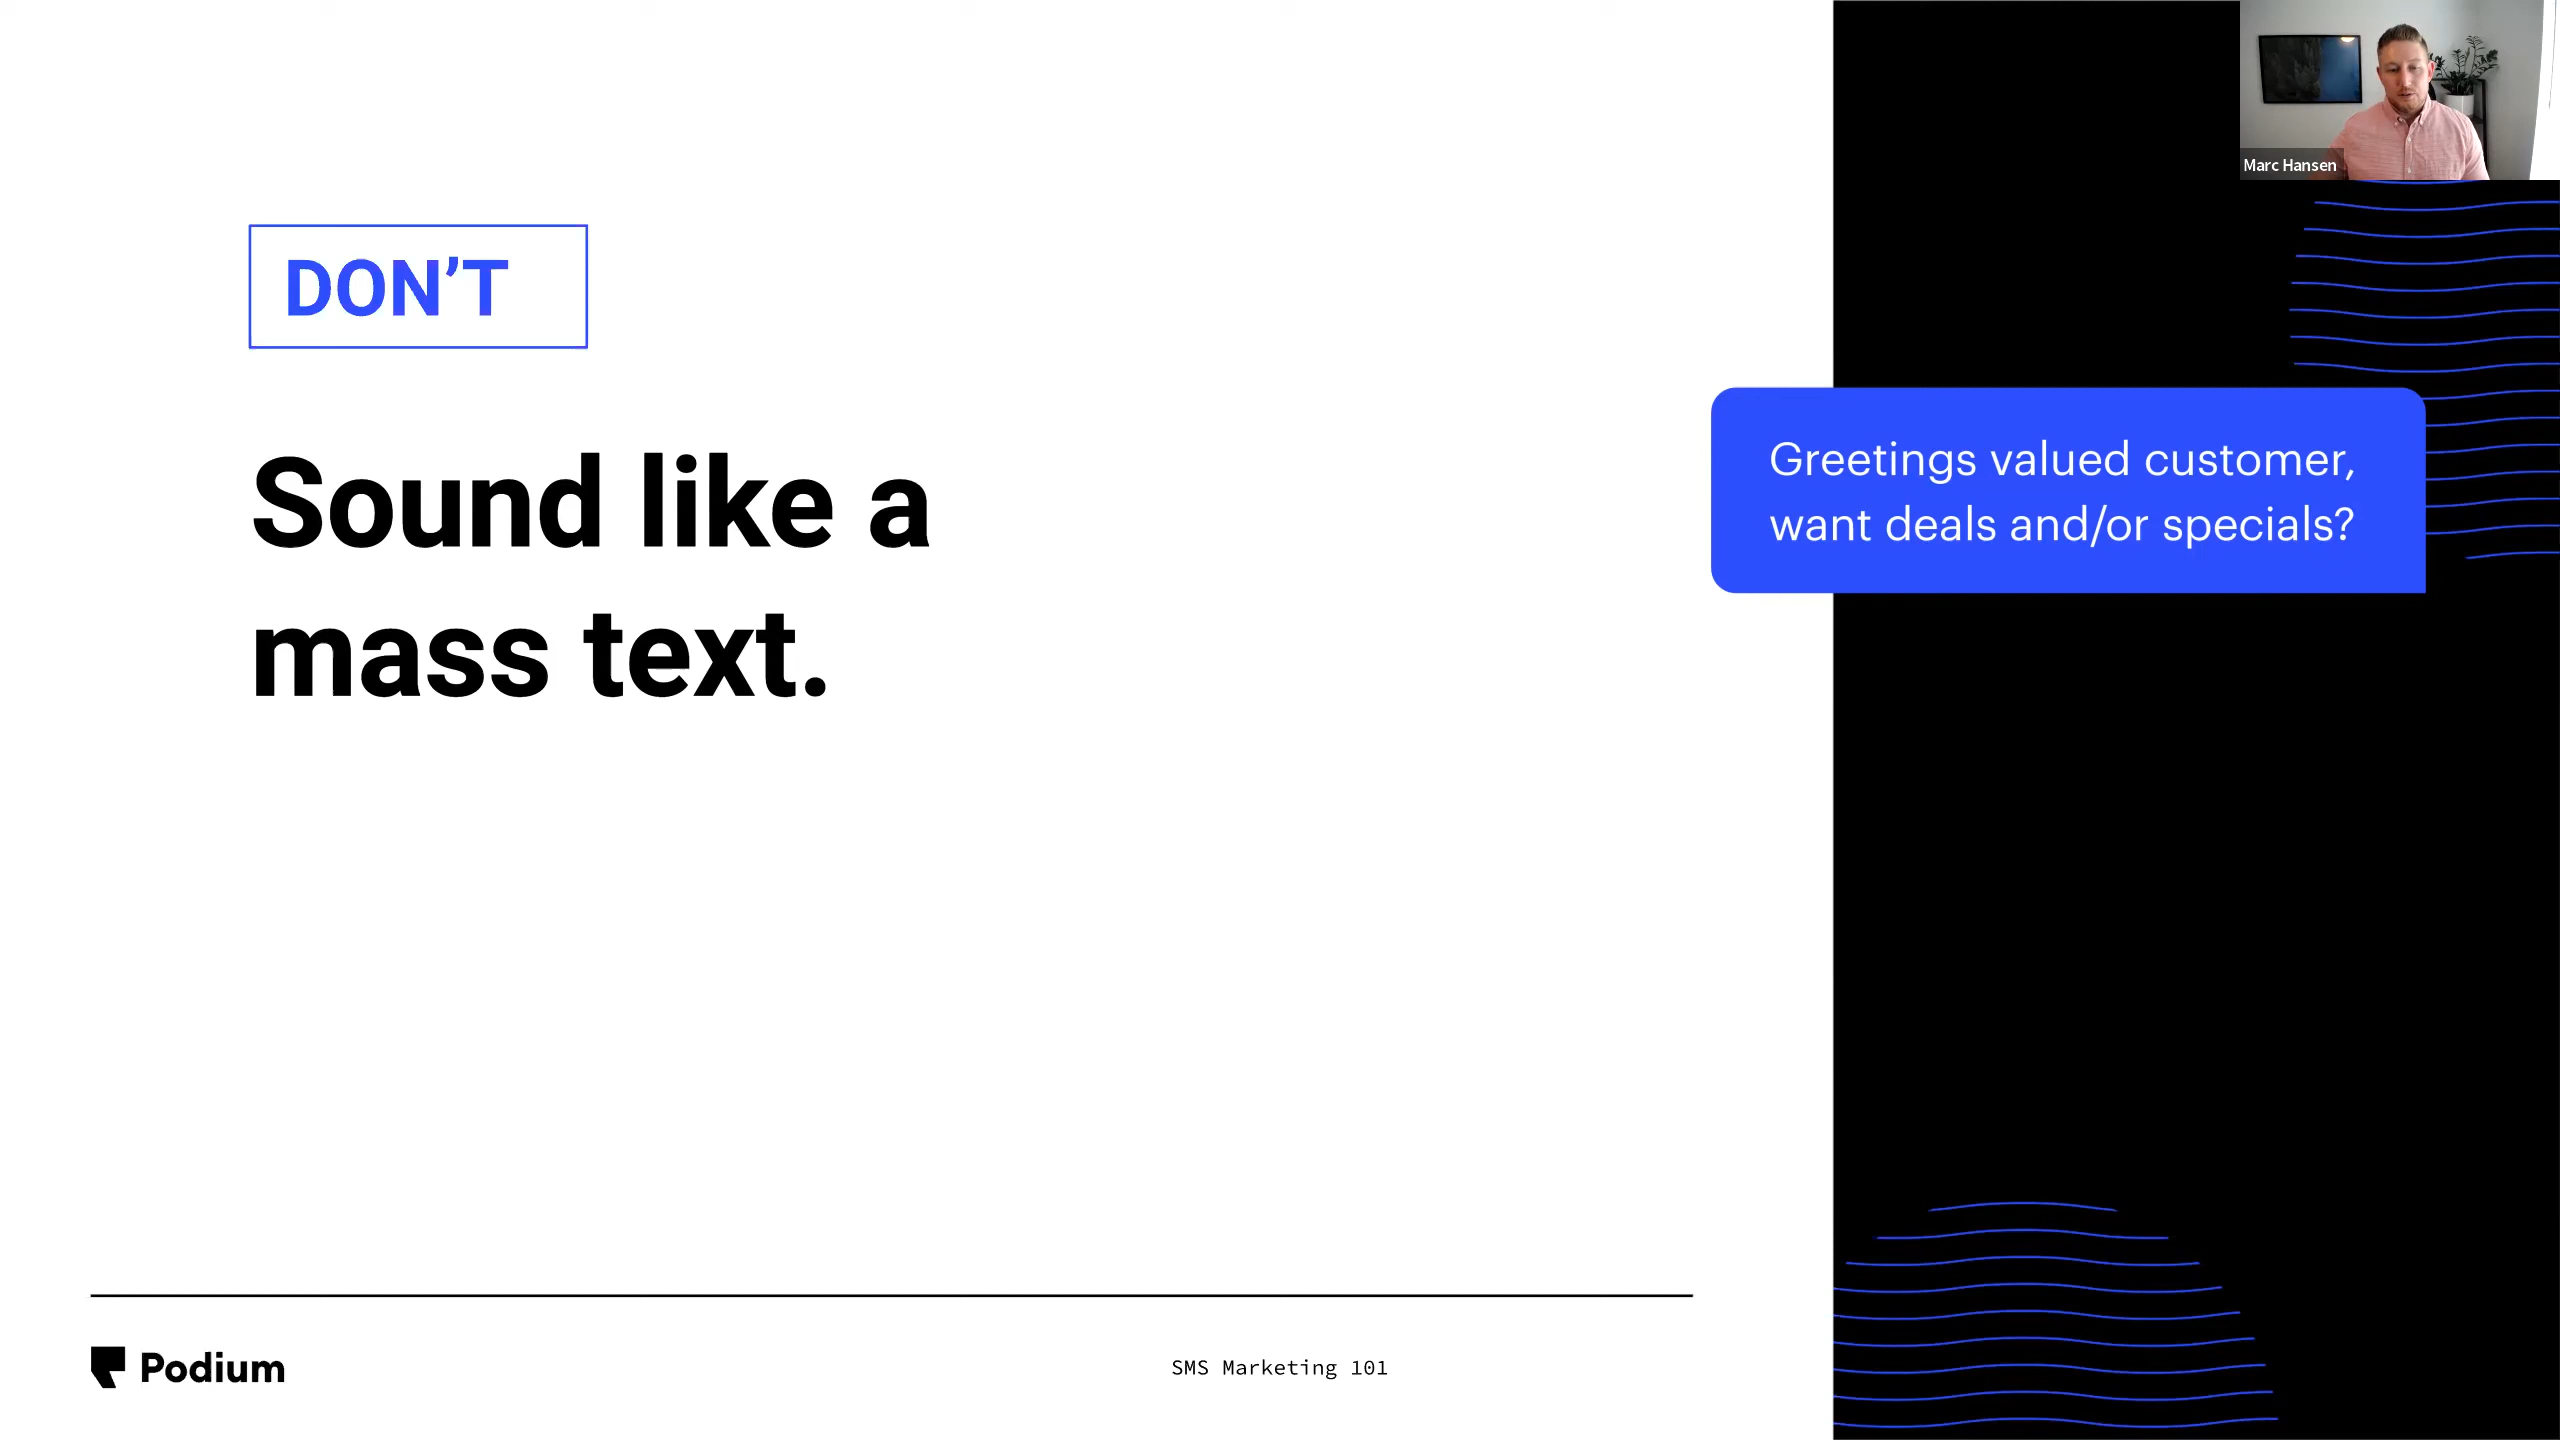 Marc Hansen
DON’T
Sound like a
mass text.
Greetings valued customer,
want deals and/or specials?
Podium
SMS Marketing 101